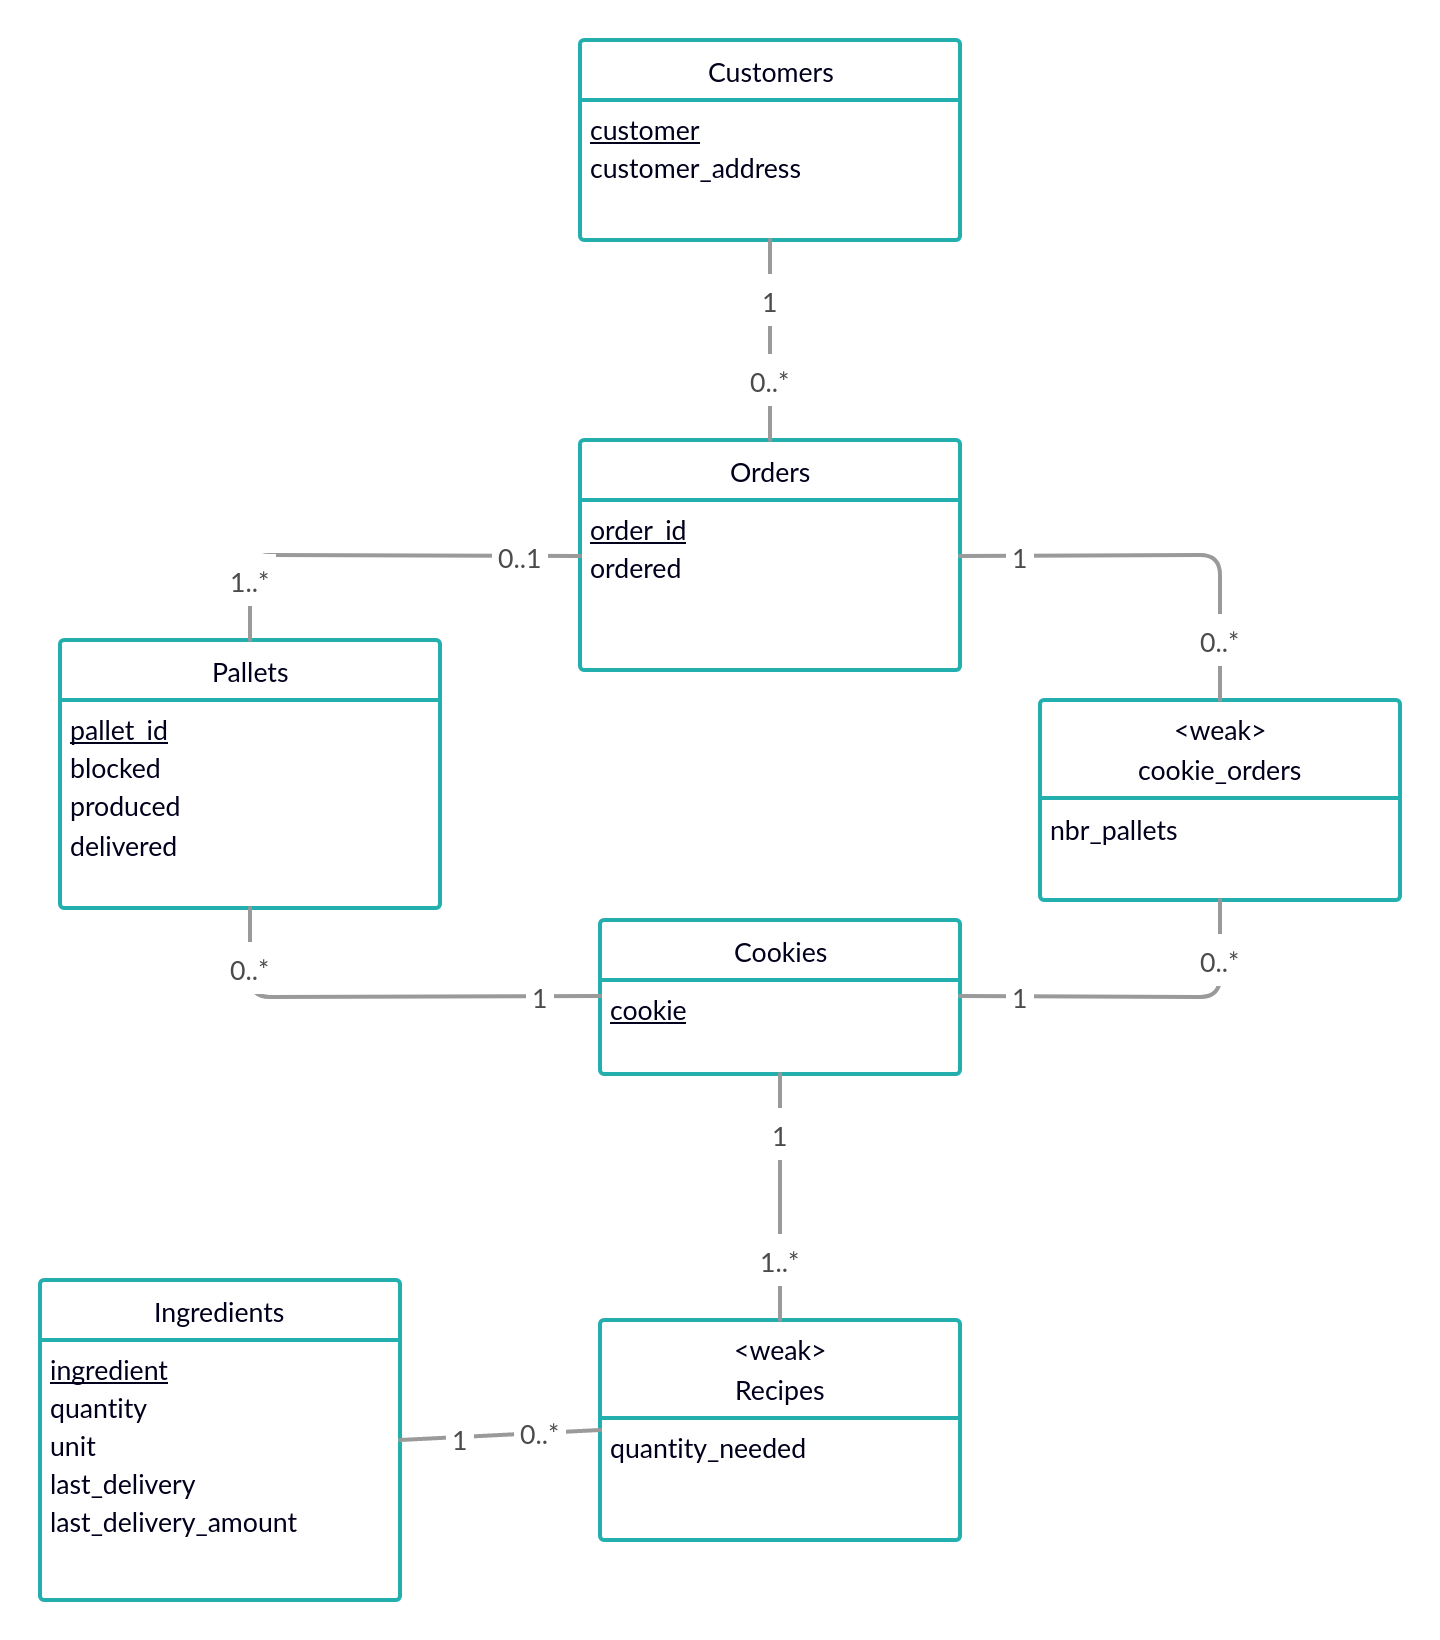 Customers
customer
customer_address
1
0..*
Orders
order_id
ordered
0..1
1..*
1
0..*
Pallets
pallet_id
blocked
produced
delivered
<weak>
cookie_orders
nbr_pallets
0..*
1
Cookies
cookie
1
0..*
1
1..*
Ingredients
ingredient
quantity
unit
last_delivery
last_delivery_amount
1
0..*
<weak>
Recipes
quantity_needed